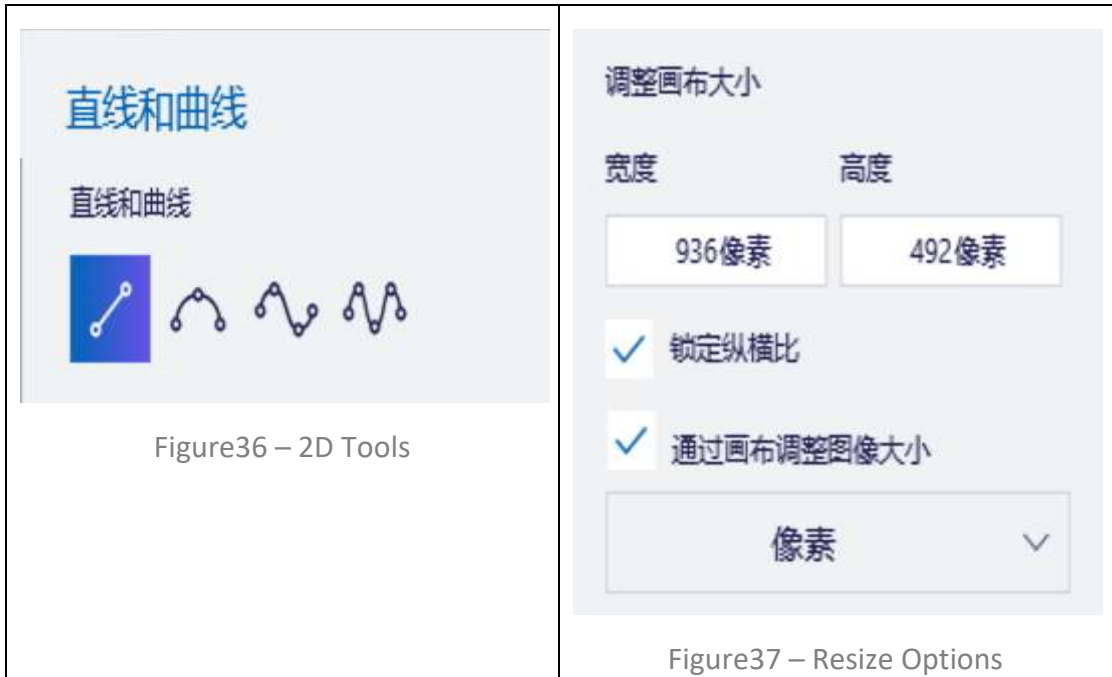 直线和曲线
直线和曲线
Figure36 – 2D Tools
调整画布大小
宽度 高度
936像素 492像素
锁定纵横比
通过画布调整图像大小
像素
Figure37 – Resize Options